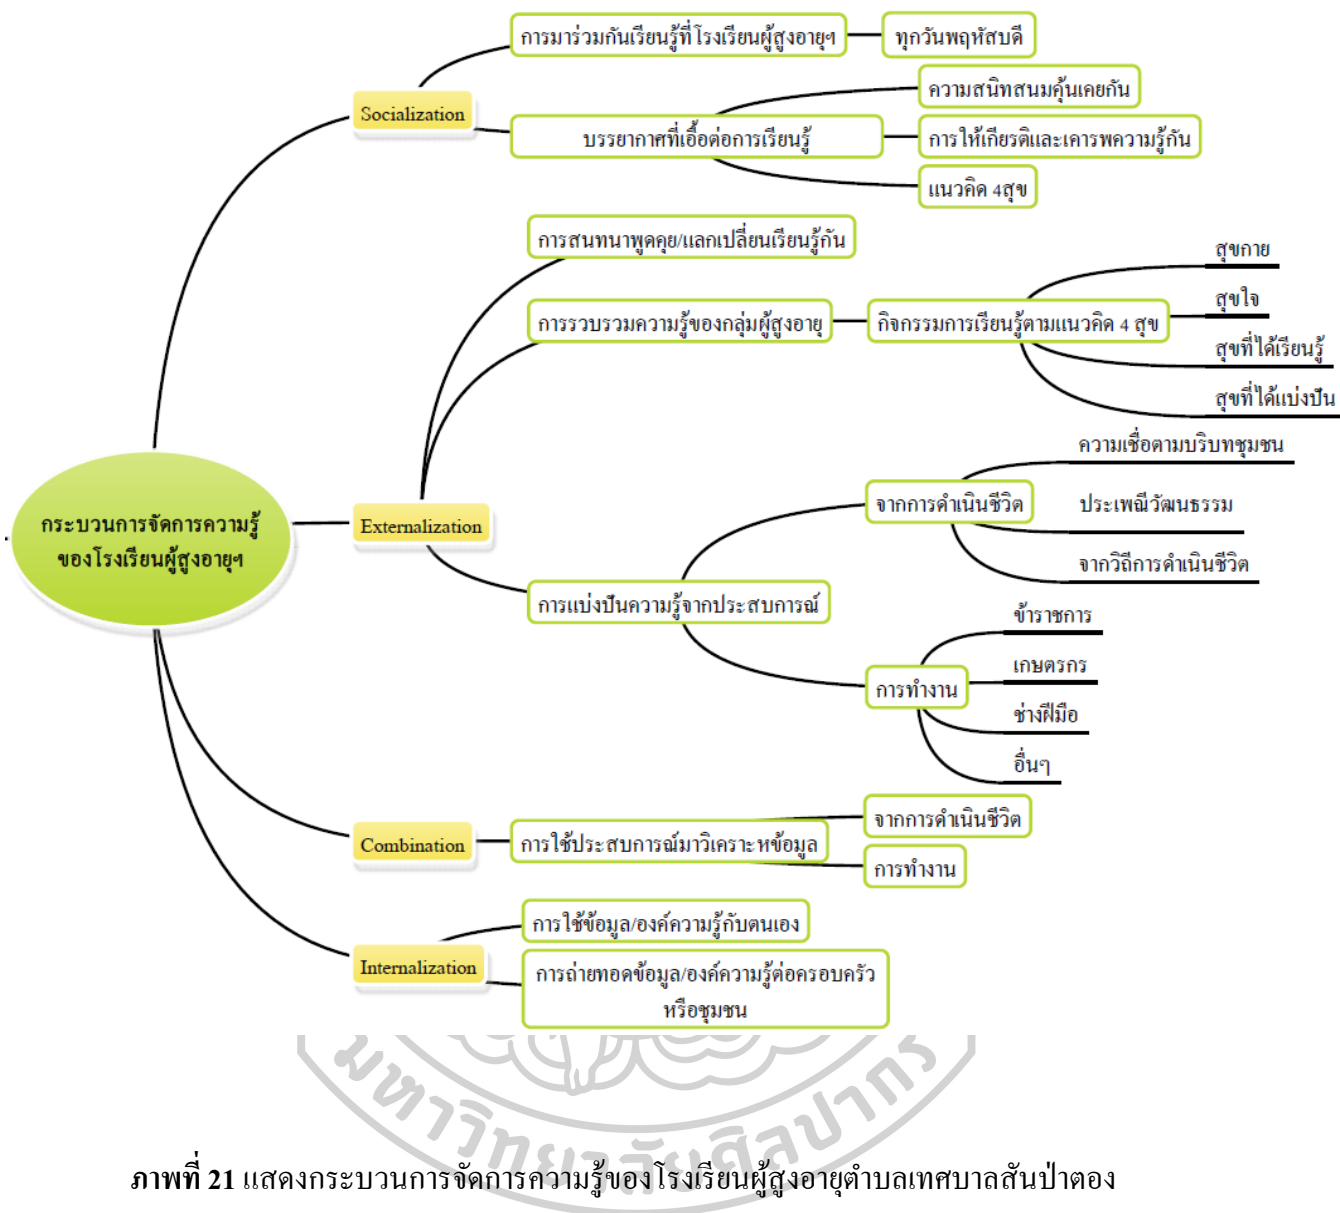 การมาร่วมกันเรียนรู้ที่โรงเรียนผู้สูงอายุฯ
ทุกวันพฤหัสบดี
Socialization
ความสนิทสนมคุ้นเคยกัน
บรรยากาศที่เอื้อต่อการเรียนรู้
การให้เกียรติและเคารพความรู้กัน
แนวคิด 4สุข
การสนทนาพูดคุย/แลกเปลี่ยนเรียนรู้กัน
การรวบรวมความรู้ของกลุ่มผู้สูงอายุ
กิจกรรมการเรียนรู้ตามแนวคิด 4 สุข
สุขกาย
สุขใจ
สุขที่ได้เรียนรู้
สุขที่ได้แบ่งปัน
กระบวนการจัดการความรู้
ของโรงเรียนผู้สูงอายุฯ
Externalization
การแบ่งปันความรู้จากประสบการณ์
จากการดำเนินชีวิต
ความเชื่อตามบริบทชุมชน
ประเพณีวัฒนธรรม
จากวิถีการดำเนินชีวิต
การทำงาน
ข้าราชการ
เกษตรกร
ช่างฝีมือ
อื่นๆ
Combination
การใช้ประสบการณ์มาวิเคราะหข้อมูล
จากการดำเนินชีวิต
การทำงาน
Internalization
การใช้ข้อมูล/องค์ความรู้กับตนเอง
การถ่ายทอดข้อมูล/องค์ความรู้ต่อครอบครัว
หรือชุมชน
มหาวิทยาลัยศิลปากร
ภาพที่ 21 แสดงกระบวนการจัดการความรู้ของโรงเรียนผู้สูงอายุตำบลเทศบาลสันป่าตอง